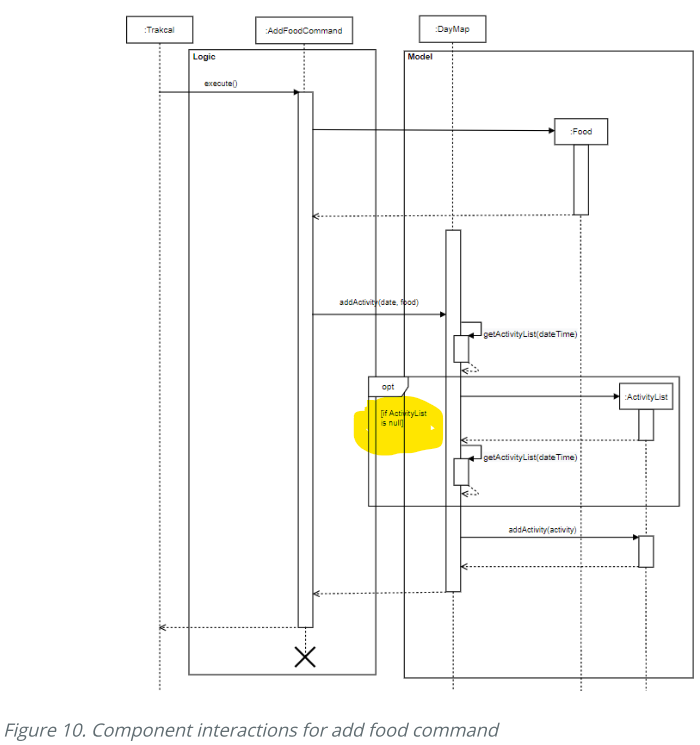 :Trakcal
:AddFoodCommand
:DayMap
Logic
Model
execute()
:Food
addActivity(date, food)
getActivityList(dateTime)
opt
[if ActivityList
is null]
:ActivityList
getActivityList(dateTime)
addActivity(activity)
Figure 10. Component interactions for add food command